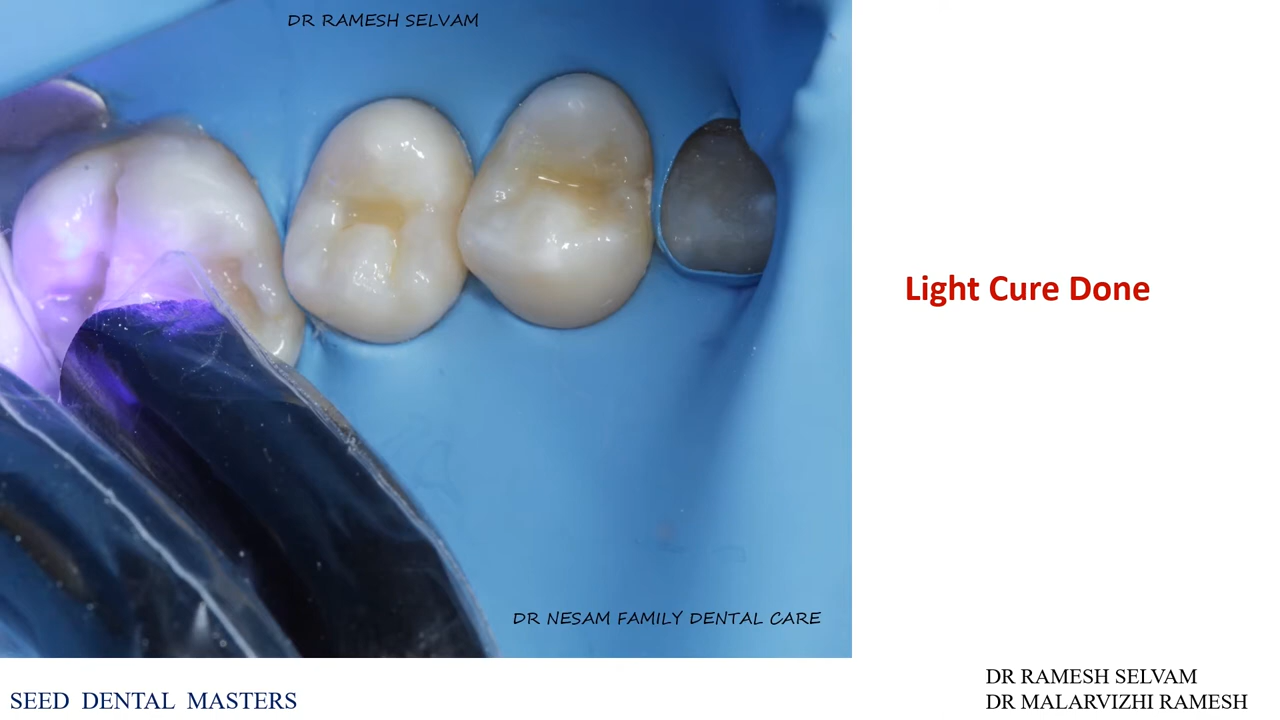 DR RAMESH SELVAM
Light Cure Done
DR NESAM FAMILY DENTAL CARE
DR RAMESH SELVAM
SEED DENTAL MASTERS
DR MALARVIZHI RAMESH